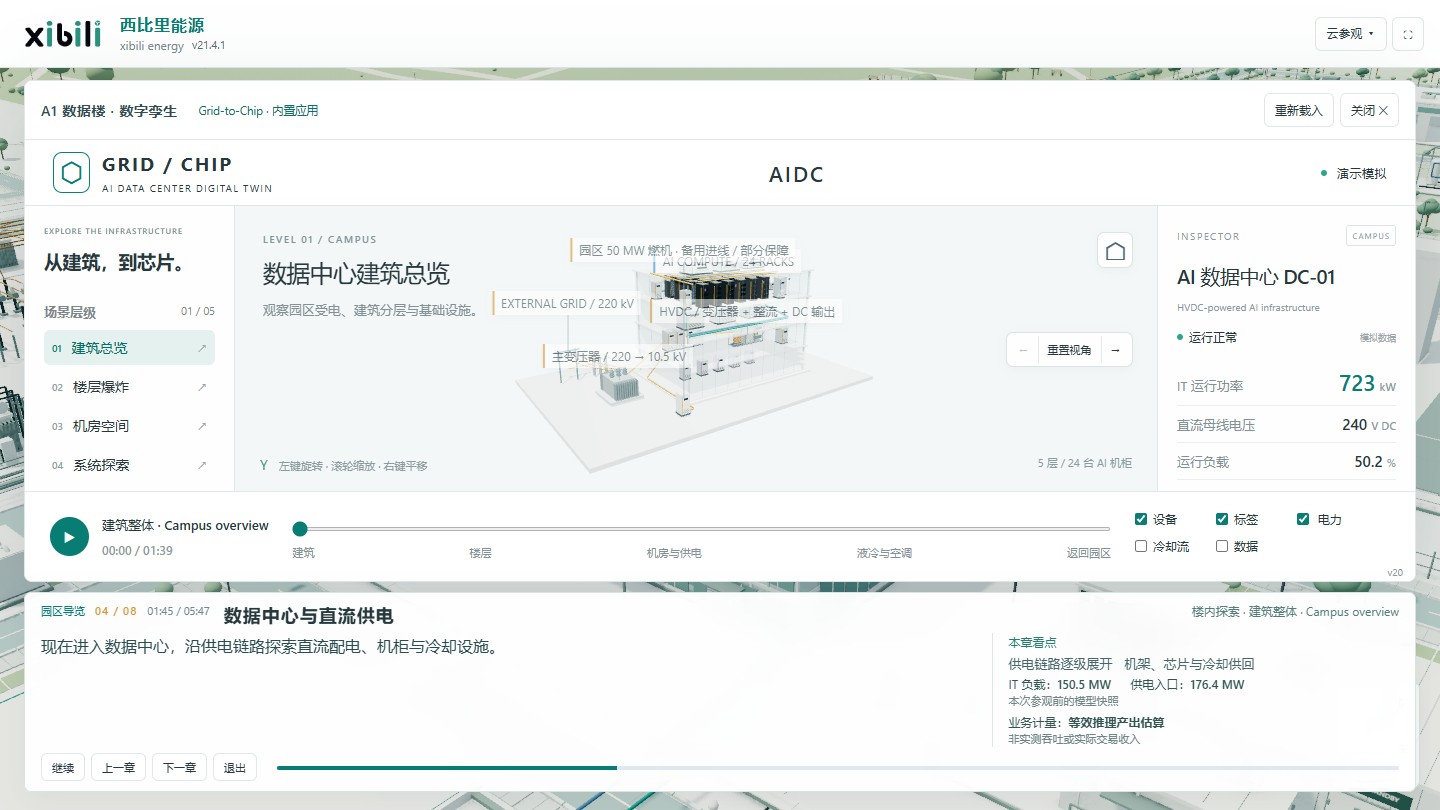 xibili 西比里能源
xibili energy v21.4.1
云参观
A1 数据楼 · 数字孪生 Grid-to-Chip · 内置应用
重新载入 关闭 ×
GRID / CHIP
AI DATA CENTER DIGITAL TWIN
AIDC
演示模拟
EXPLORE THE INFRASTRUCTURE
从建筑，到芯片。
场景层级 01 / 05
01 建筑总览 ↗
02 楼层爆炸 ↗
03 机房空间 ↗
04 系统探索 ↗
LEVEL 01 / CAMPUS
数据中心建筑总览
观察园区受电、建筑分层与基础设施。
园区 50 MW 燃机 · 备用进线 / 部分保障
AI COMPUTE / 24 RACKS
EXTERNAL GRID / 220 kV
HVDC / 变压器 + 整流 + DC 输出
主变压器 / 220 → 10.5 kV
← 重置视角 →
左键旋转 · 滚轮缩放 · 右键平移
5 层 / 24 台 AI 机柜
INSPECTOR CAMPUS
AI 数据中心 DC-01
HVDC-powered AI infrastructure
运行正常 模拟数据
IT 运行功率 723 kW
直流母线电压 240 V DC
运行负载 50.2 %
建筑整体 · Campus overview
00:00 / 01:39
建筑 楼层 机房与供电 液冷与空调 返回园区
设备 标签 电力
冷却流 数据
v20
园区导览 04 / 08 01:45 / 05:47 数据中心与直流供电
楼内探索 · 建筑整体 · Campus overview
现在进入数据中心，沿供电链路探索直流配电、机柜与冷却设施。
本章看点
供电链路逐级展开 机架、芯片与冷却供回
IT 负载：150.5 MW 供电入口：176.4 MW
本次参观前的模型快照
业务计量：等效推理产出估算
非实测吞吐或实际交易收入
继续 上一章 下一章 退出